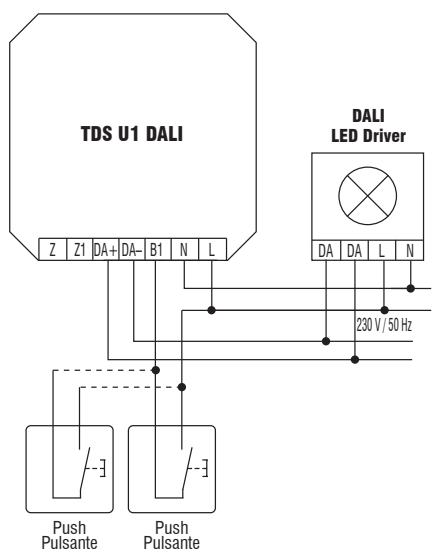 TDS U1 DALI
DALI
LED Driver
Z Z1 DA+ DA– B1 N L
DA DA L N
230 V / 50 Hz
Push
Pulsante
Push
Pulsante